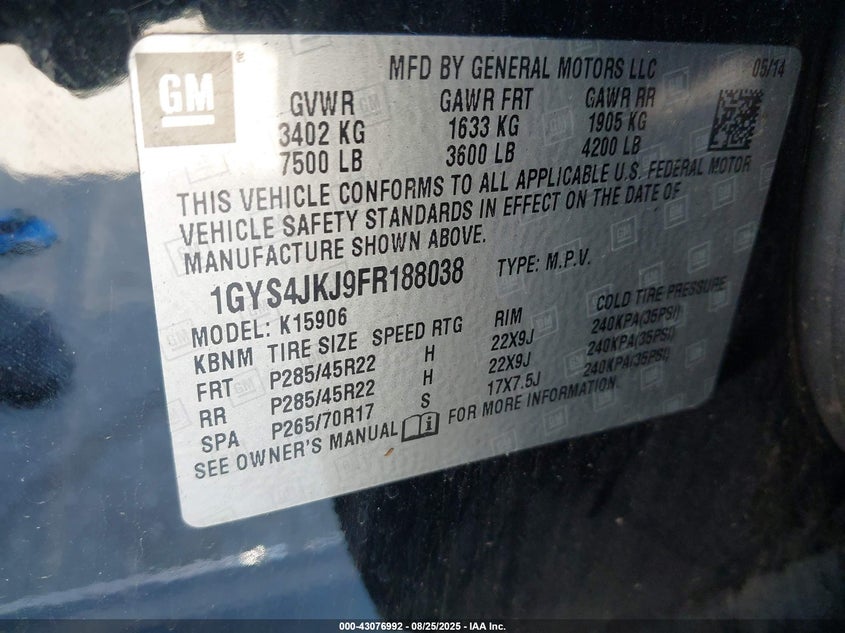 GM
MFD BY GENERAL MOTORS LLC 05/14
GVWR GAWR FRT GAWR RR
3402 KG 1633 KG 1905 KG
7500 LB 3600 LB 4200 LB
THIS VEHICLE CONFORMS TO ALL APPLICABLE U.S. FEDERAL MOTOR
VEHICLE SAFETY STANDARDS IN EFFECT ON THE DATE OF
MANUFACTURE SHOWN ABOVE.
1GYS4JKJ9FR188038 TYPE: M.P.V.
MODEL: K15906
KBNM TIRE SIZE SPEED RTG RIM COLD TIRE PRESSURE
FRT P285/45R22 H 22X9J 240KPA(35PSI)
RR P285/45R22 H 22X9J 240KPA(35PSI)
SPA P265/70R17 S 17X7.5J 240KPA(35PSI)
SEE OWNER'S MANUAL FOR MORE INFORMATION.
000-43076992 / 08/25/2025 - IAA Inc.